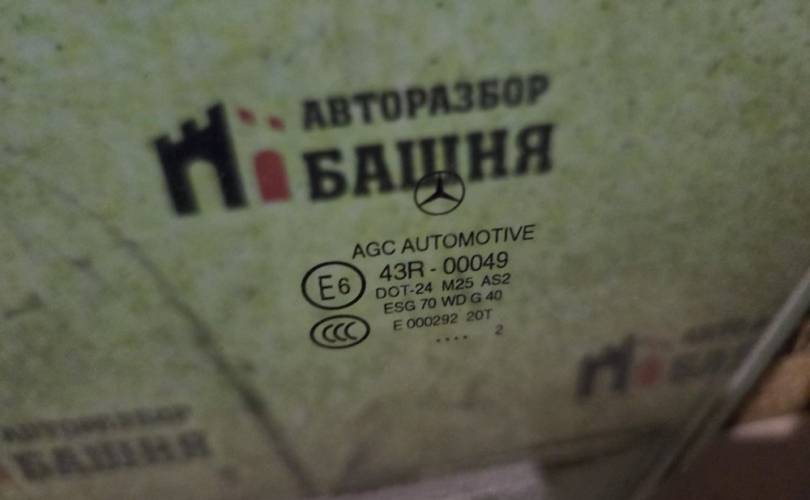 АВТОРАЗБОР
БАШНЯ
AGC AUTOMOTIVE
E6
43R - 00049
DOT-24 M25 AS2
ESG 70 WD G 40
CCC
E 000292 20T
.... 2
АВТОРАЗБОР
БАШНЯ